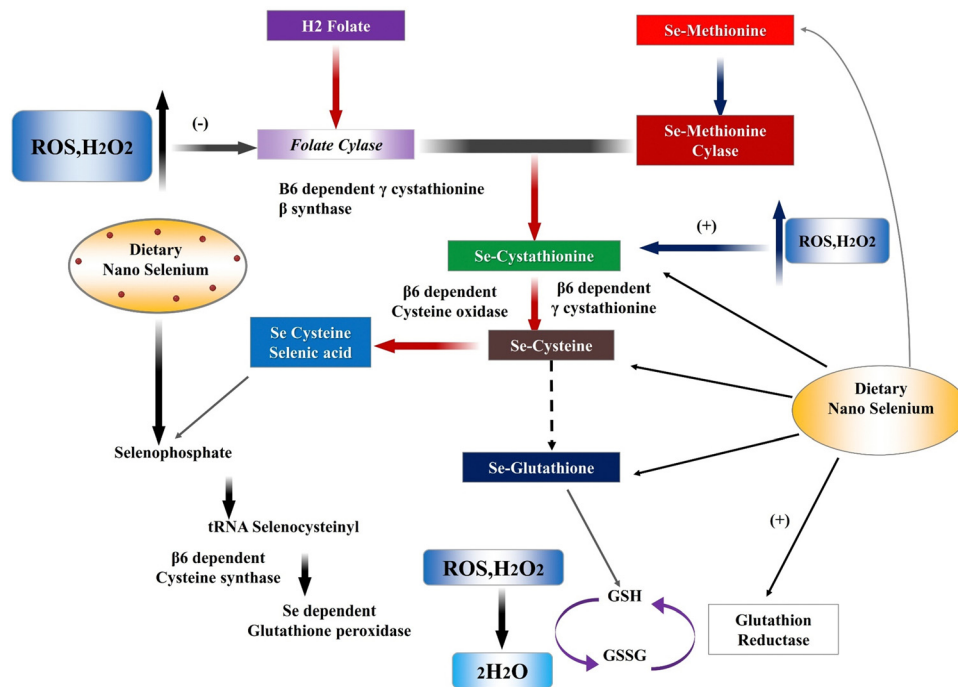 H2 Folate
Se-Methionine
ROS,H2O2
(-)
Folate Cylase
Se-Methionine
Cylase
B6 dependent γ cystathionine
β synthase
(+)
ROS,H2O2
Dietary
Nano Selenium
Se-Cystathionine
β6 dependent
Cysteine oxidase
β6 dependent
γ cystathionine
Se Cysteine
Selenic acid
Se-Cysteine
Dietary
Nano Selenium
Selenophosphate
Se-Glutathione
tRNA Selenocysteinyl
(+)
β6 dependent
Cysteine synthase
ROS,H2O2
Se dependent
Glutathione peroxidase
GSH
Glutathion
Reductase
GSSG
2H2O